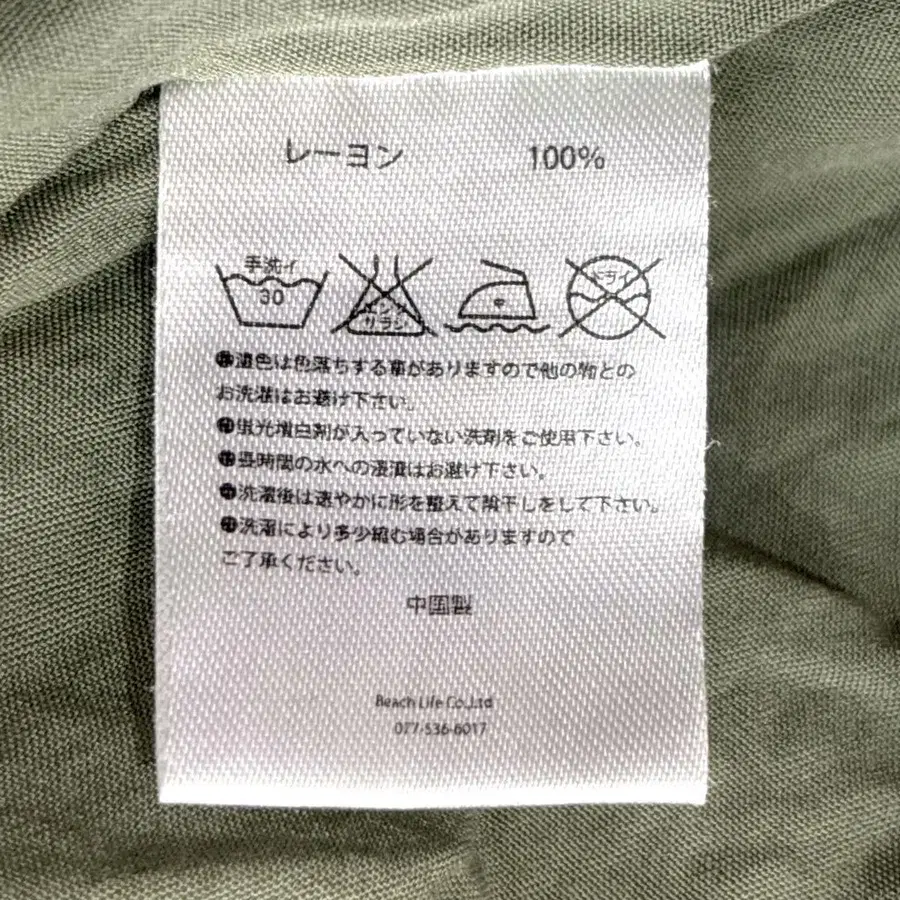 レーヨン 100%
手洗イ 30 エンソサラシ ドライ
●濃色は色落ちする事がありますので他の物との
お洗濯はお避け下さい。
●蛍光増白剤が入っていない洗剤をご使用下さい。
●長時間の水への浸漬はお避け下さい。
●洗濯後は速やかに形を整えて陰干しをして下さい。
●洗濯により多少縮む場合がありますので
ご了承ください。
中国製
Beach Life Co.,Ltd
077-536-6017